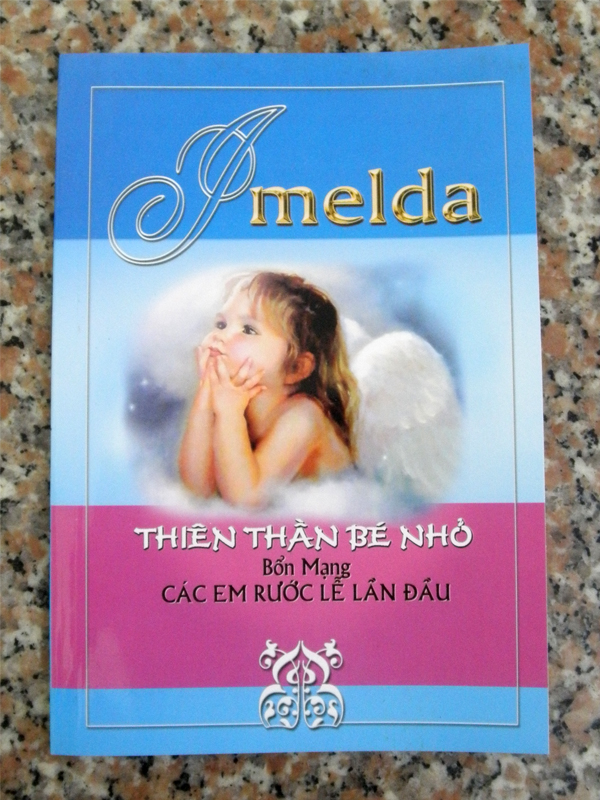 Imelda
THIÊN THẦN BÉ NHỎ
Bổn Mạng
CÁC EM RƯỚC LỄ LẦN ĐẦU